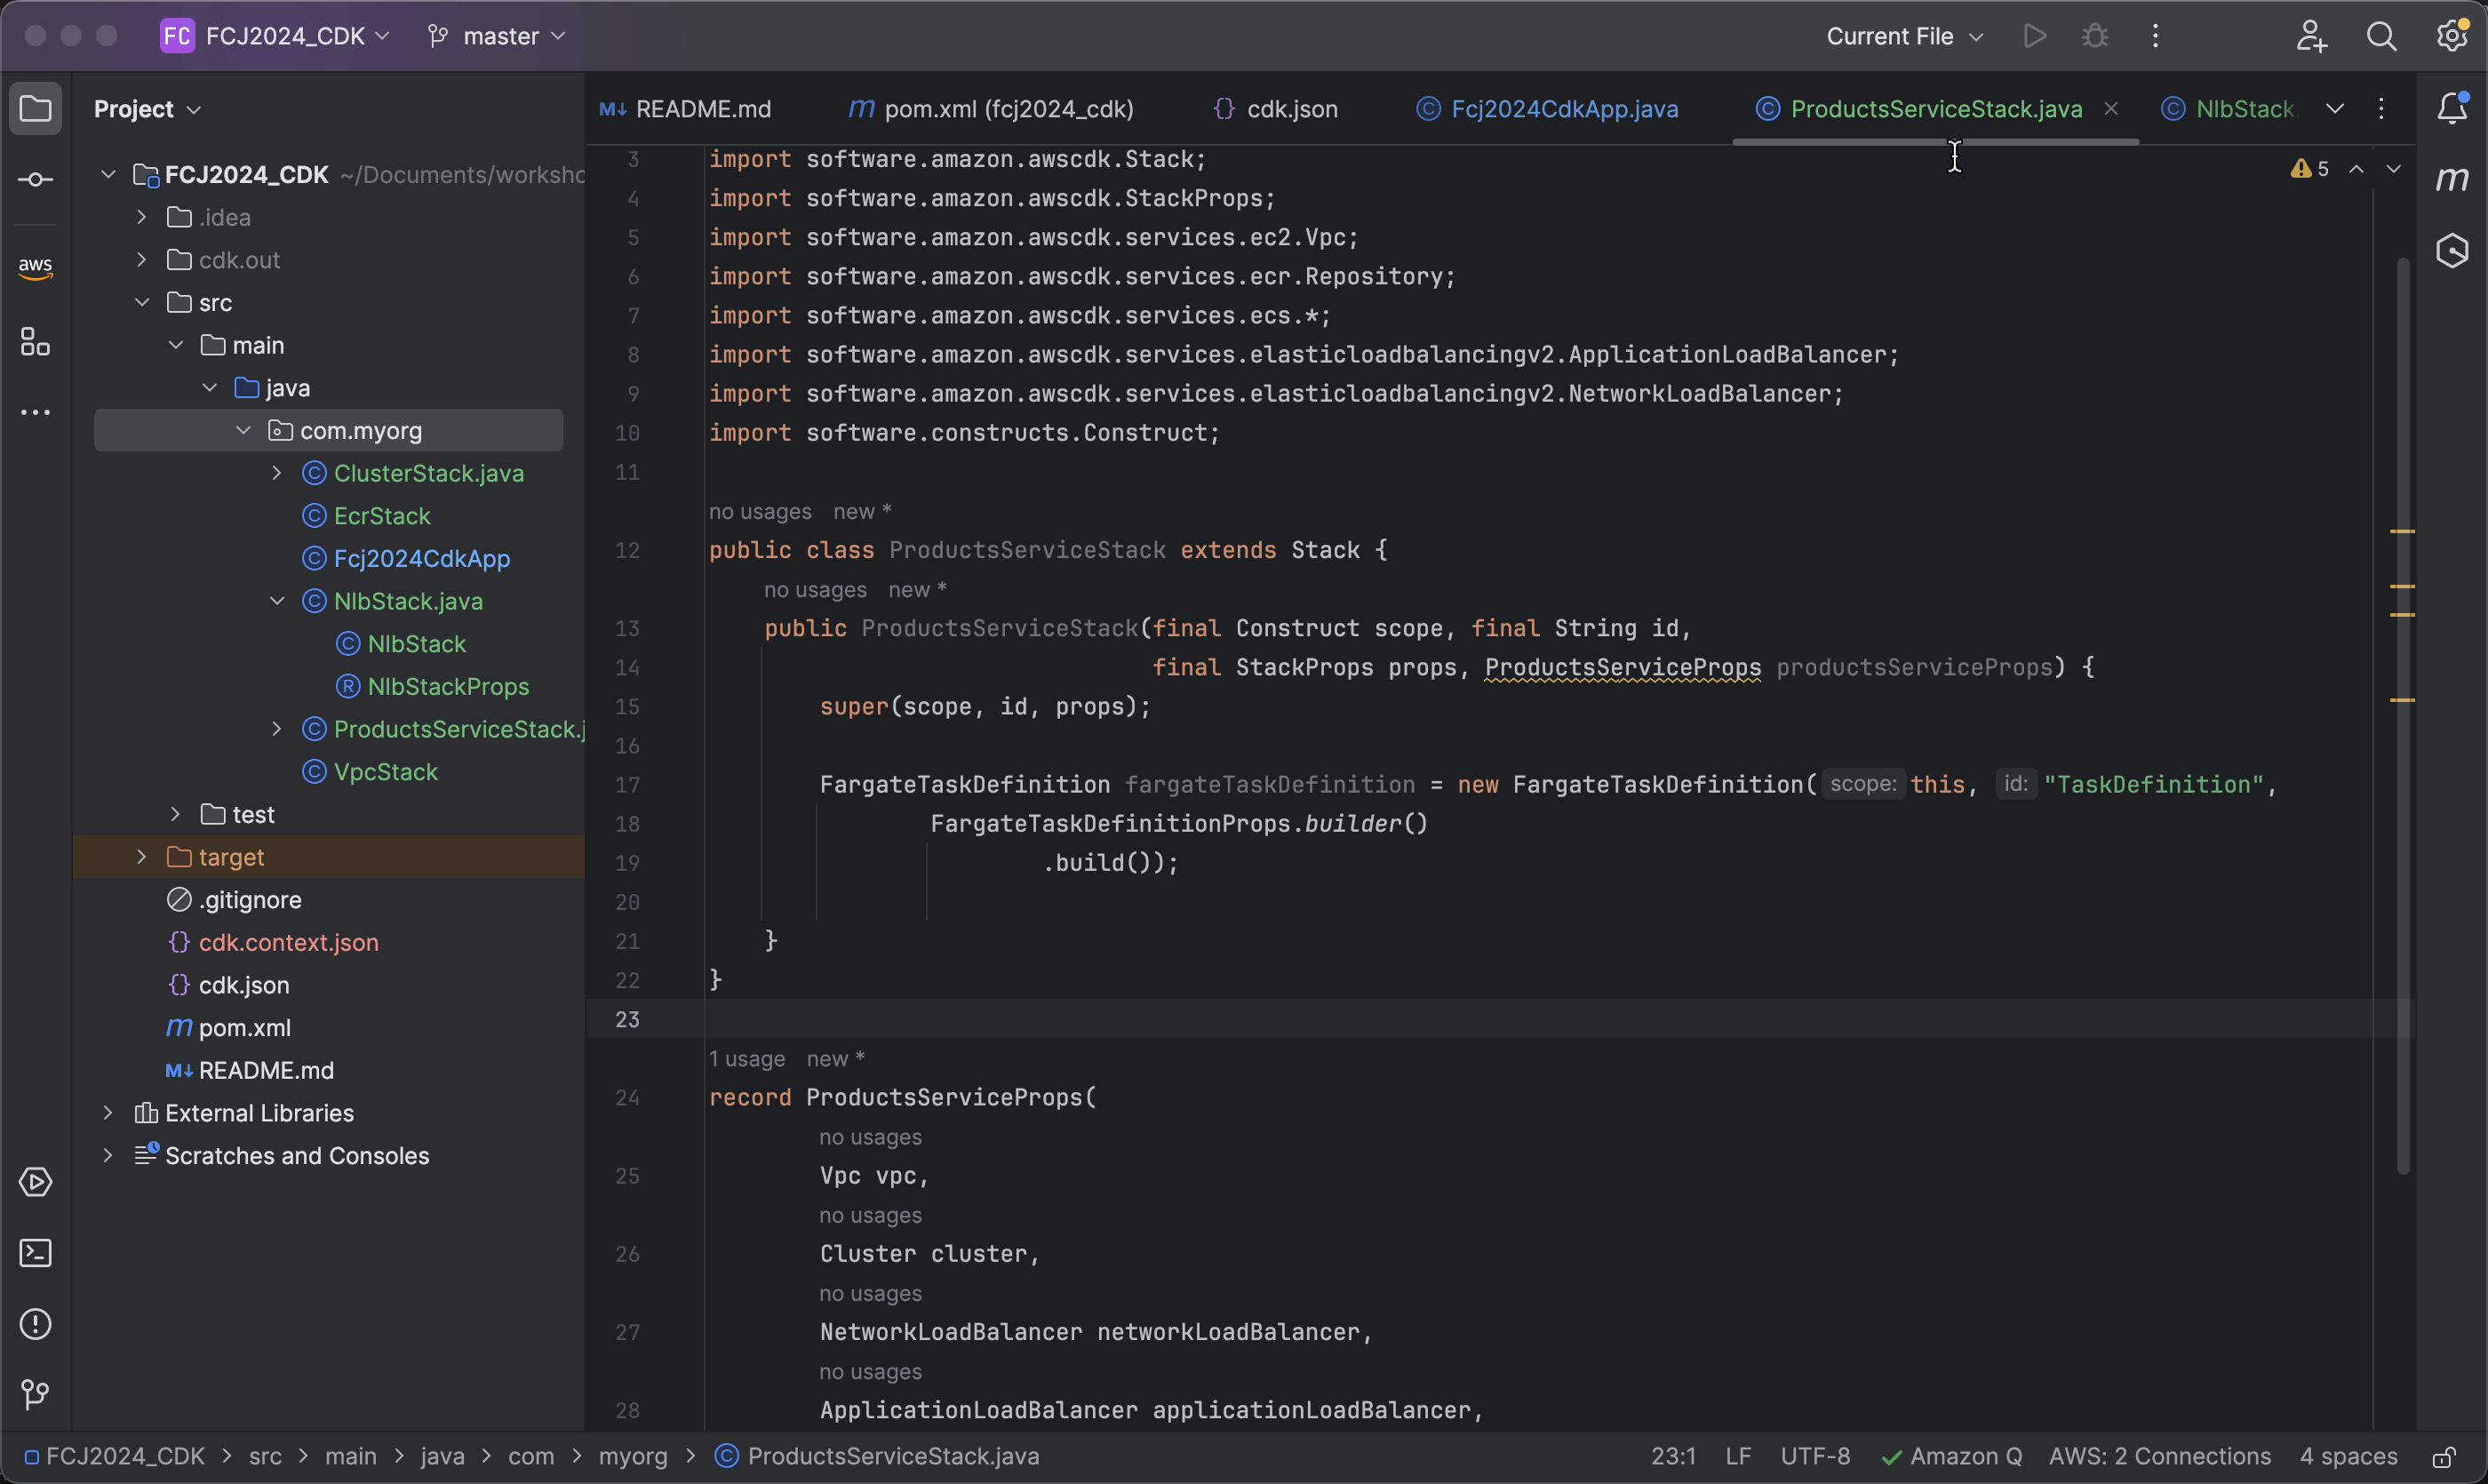 FC FCJ2024_CDK master Current File
Project
README.md pom.xml (fcj2024_cdk) cdk.json Fcj2024CdkApp.java ProductsServiceStack.java NlbStack
aws
FCJ2024_CDK ~/Documents/worksho
.idea
cdk.out
src
main
java
com.myorg
ClusterStack.java
EcrStack
Fcj2024CdkApp
NlbStack.java
NlbStack
NlbStackProps
ProductsServiceStack.j
VpcStack
test
target
.gitignore
cdk.context.json
cdk.json
pom.xml
README.md
External Libraries
Scratches and Consoles
5
3 import software.amazon.awscdk.Stack;
4 import software.amazon.awscdk.StackProps;
5 import software.amazon.awscdk.services.ec2.Vpc;
6 import software.amazon.awscdk.services.ecr.Repository;
7 import software.amazon.awscdk.services.ecs.*;
8 import software.amazon.awscdk.services.elasticloadbalancingv2.ApplicationLoadBalancer;
9 import software.amazon.awscdk.services.elasticloadbalancingv2.NetworkLoadBalancer;
10 import software.constructs.Construct;
11
no usages new *
12 public class ProductsServiceStack extends Stack {
no usages new *
13 public ProductsServiceStack(final Construct scope, final String id,
14 final StackProps props, ProductsServiceProps productsServiceProps) {
15 super(scope, id, props);
16
17 FargateTaskDefinition fargateTaskDefinition = new FargateTaskDefinition( scope: this, id: "TaskDefinition",
18 FargateTaskDefinitionProps.builder()
19 .build());
20
21 }
22 }
23
1 usage new *
24 record ProductsServiceProps(
no usages
25 Vpc vpc,
no usages
26 Cluster cluster,
no usages
27 NetworkLoadBalancer networkLoadBalancer,
no usages
28 ApplicationLoadBalancer applicationLoadBalancer,
FCJ2024_CDK > src > main > java > com > myorg > ProductsServiceStack.java 23:1 LF UTF-8 Amazon Q AWS: 2 Connections 4 spaces